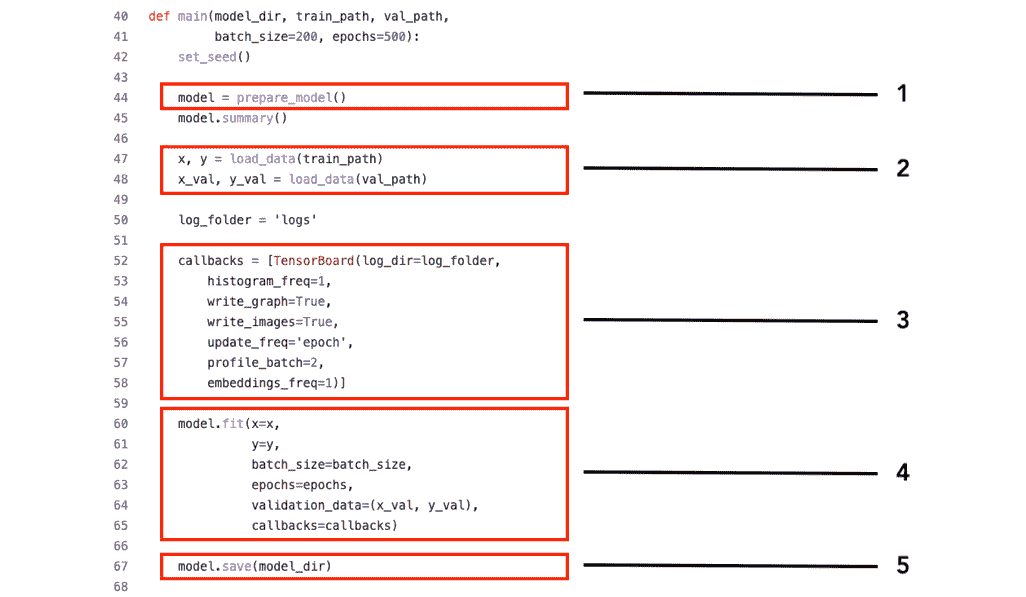 40 def main(model_dir, train_path, val_path,
41 batch_size=200, epochs=500):
42 set_seed()
43
44 model = prepare_model() 1
45 model.summary()
46
47 x, y = load_data(train_path)
2
48 x_val, y_val = load_data(val_path)
49
50 log_folder = 'logs'
51
52 callbacks = [TensorBoard(log_dir=log_folder,
53 histogram_freq=1,
54 write_graph=True,
55 write_images=True, 3
56 update_freq='epoch',
57 profile_batch=2,
58 embeddings_freq=1)]
59
60 model.fit(x=x,
61 y=y,
62 batch_size=batch_size, 4
63 epochs=epochs,
64 validation_data=(x_val, y_val),
65 callbacks=callbacks)
66
67 model.save(model_dir) 5
68